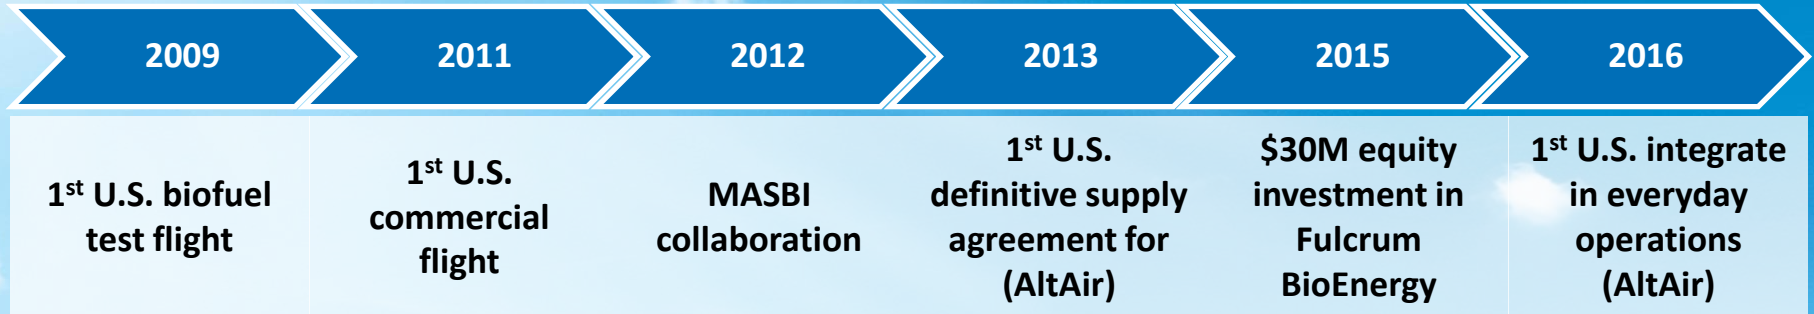 2009
2011
2012
2013
2015
2016
1st U.S. biofuel
test flight
1st U.S.
commercial
flight
MASBI
collaboration
1st U.S.
definitive supply
agreement for
(AltAir)
$30M equity
investment in
Fulcrum
BioEnergy
1st U.S. integrate
in everyday
operations
(AltAir)